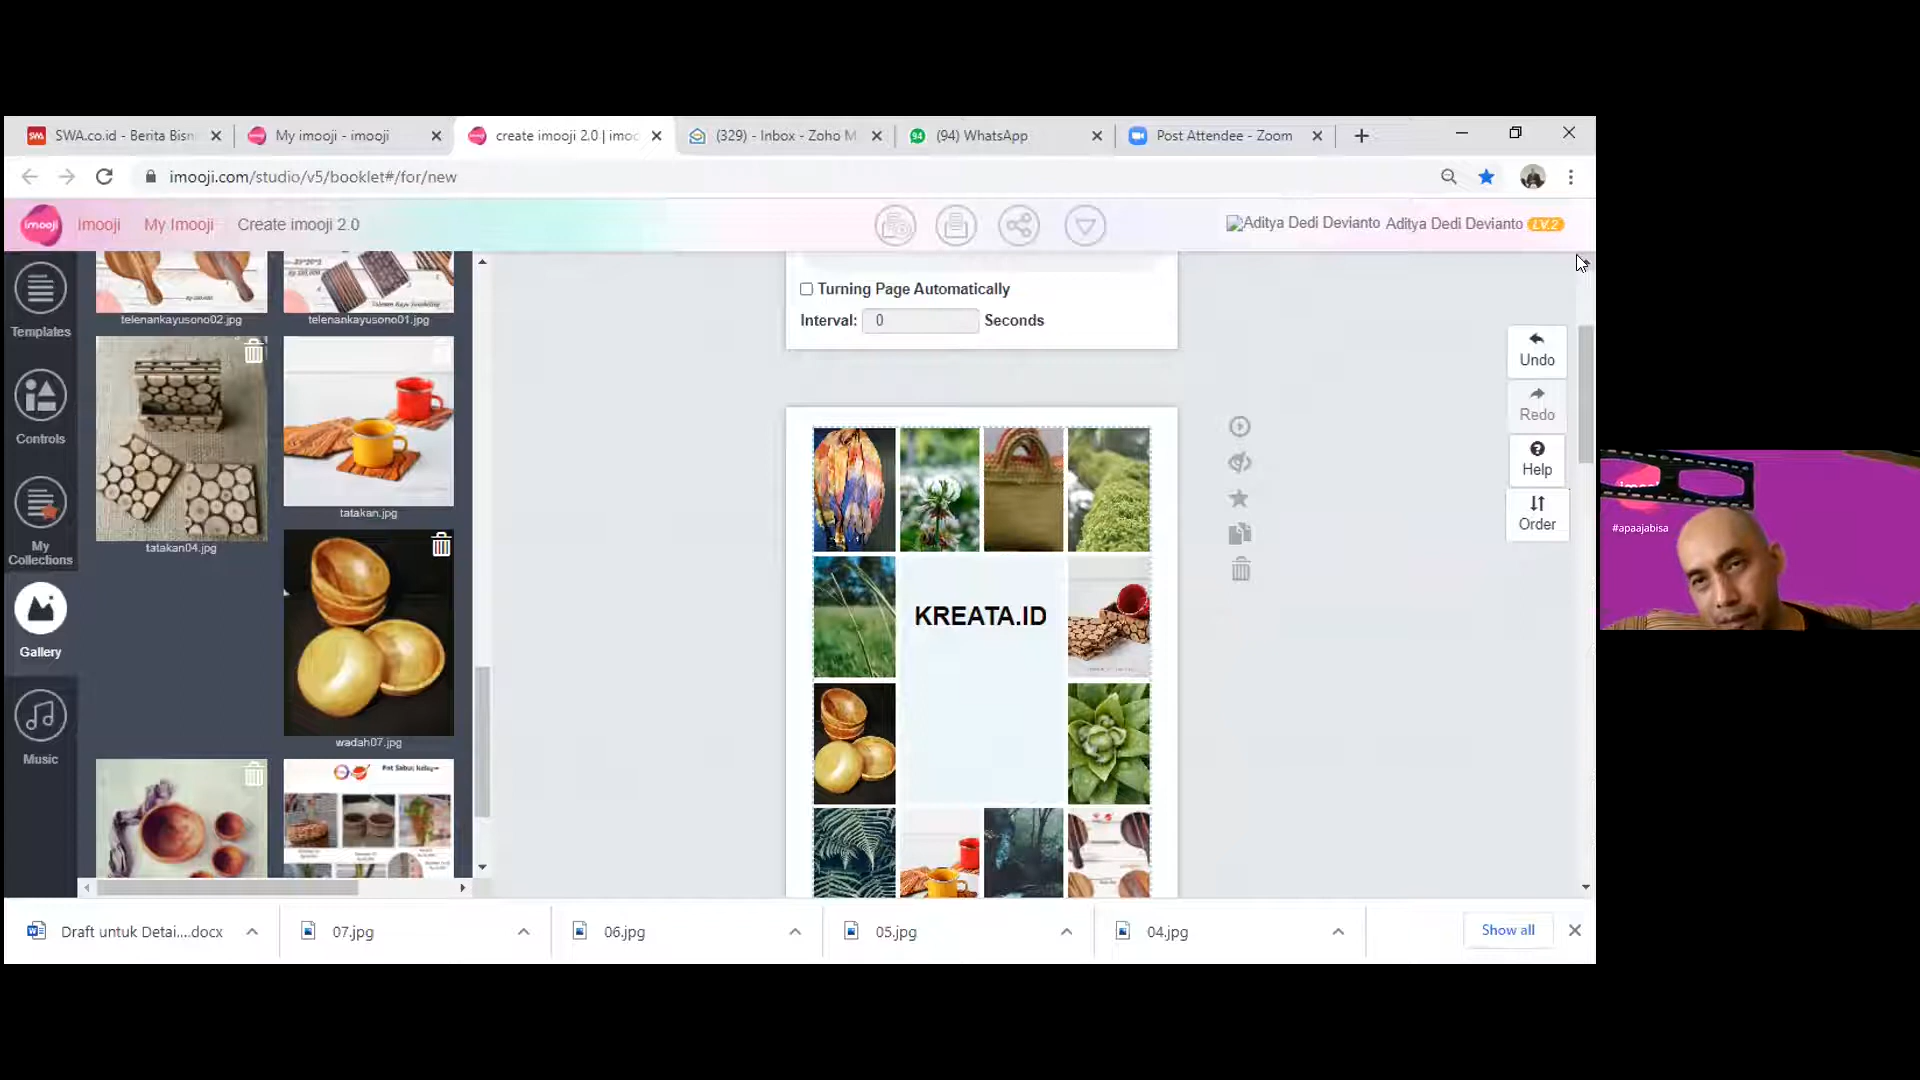 SWA.co.id - Berita Bisn
My imooji - imooji
create imooji 2.0 | imoo
(329) - Inbox - Zoho M
94
(94) WhatsApp
Post Attendee - Zoom
imooji.com/studio/v5/booklet#/for/new
imooji
Imooji
My Imooji
Create imooji 2.0
Aditya Dedi Devianto
Aditya Dedi Devianto
LV.2
Templates
Controls
My Collections
Gallery
Music
telenankayusono02.jpg
telenankayusono01.jpg
tatakan04.jpg
tatakan.jpg
wadah07.jpg
Turning Page Automatically
Interval: 0 Seconds
KREATA.ID
Undo
Redo
Help
Order
#apaajabisa
Draft untuk Detai....docx
07.jpg
06.jpg
05.jpg
04.jpg
Show all